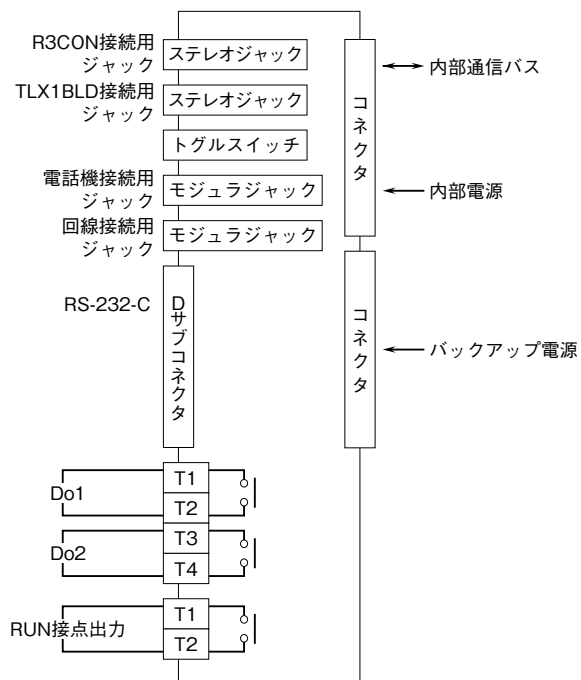 R3CON接続用
ジャック
ステレオジャック
TLX1BLD接続用
ジャック
ステレオジャック
トグルスイッチ
電話機接続用
ジャック
モジュラジャック
回線接続用
ジャック
モジュラジャック
RS-232-C
Dサブコネクタ
コネクタ
内部通信バス
内部電源
コネクタ
バックアップ電源
Do1
T1
T2
Do2
T3
T4
RUN接点出力
T1
T2